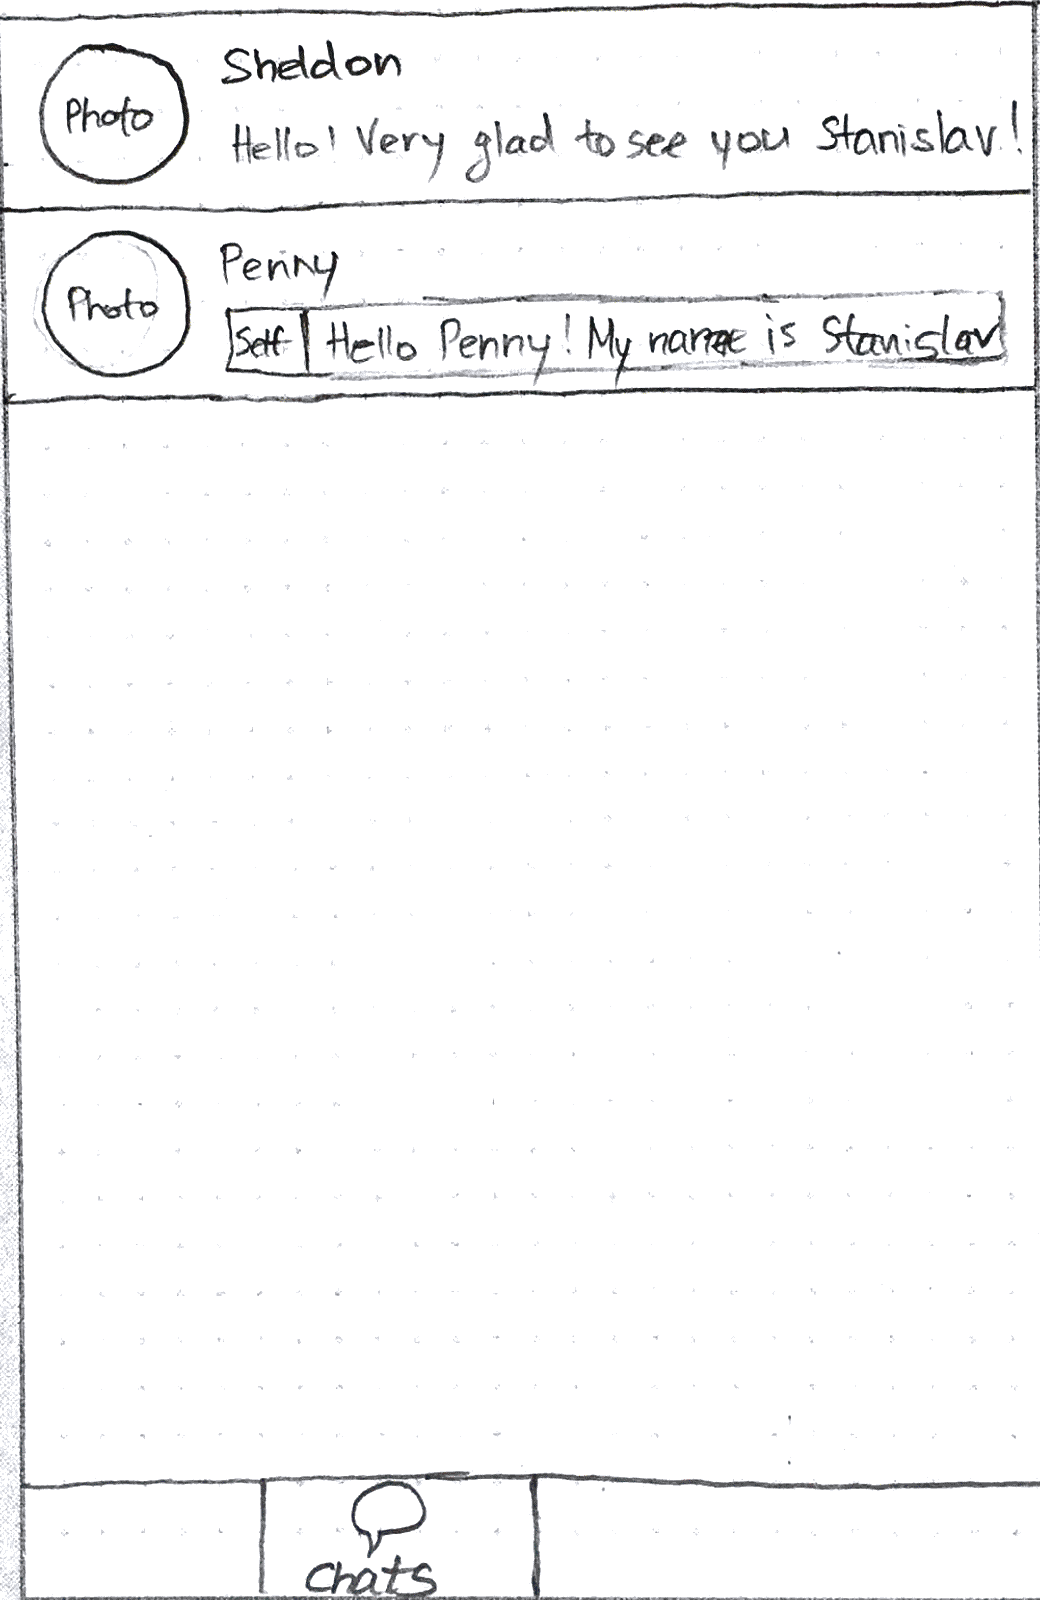 Sheldon
Photo
Hello! Very glad to see you Stanislav!
Penny
Photo
Self Hello Penny! My name is Stanislav
Chats